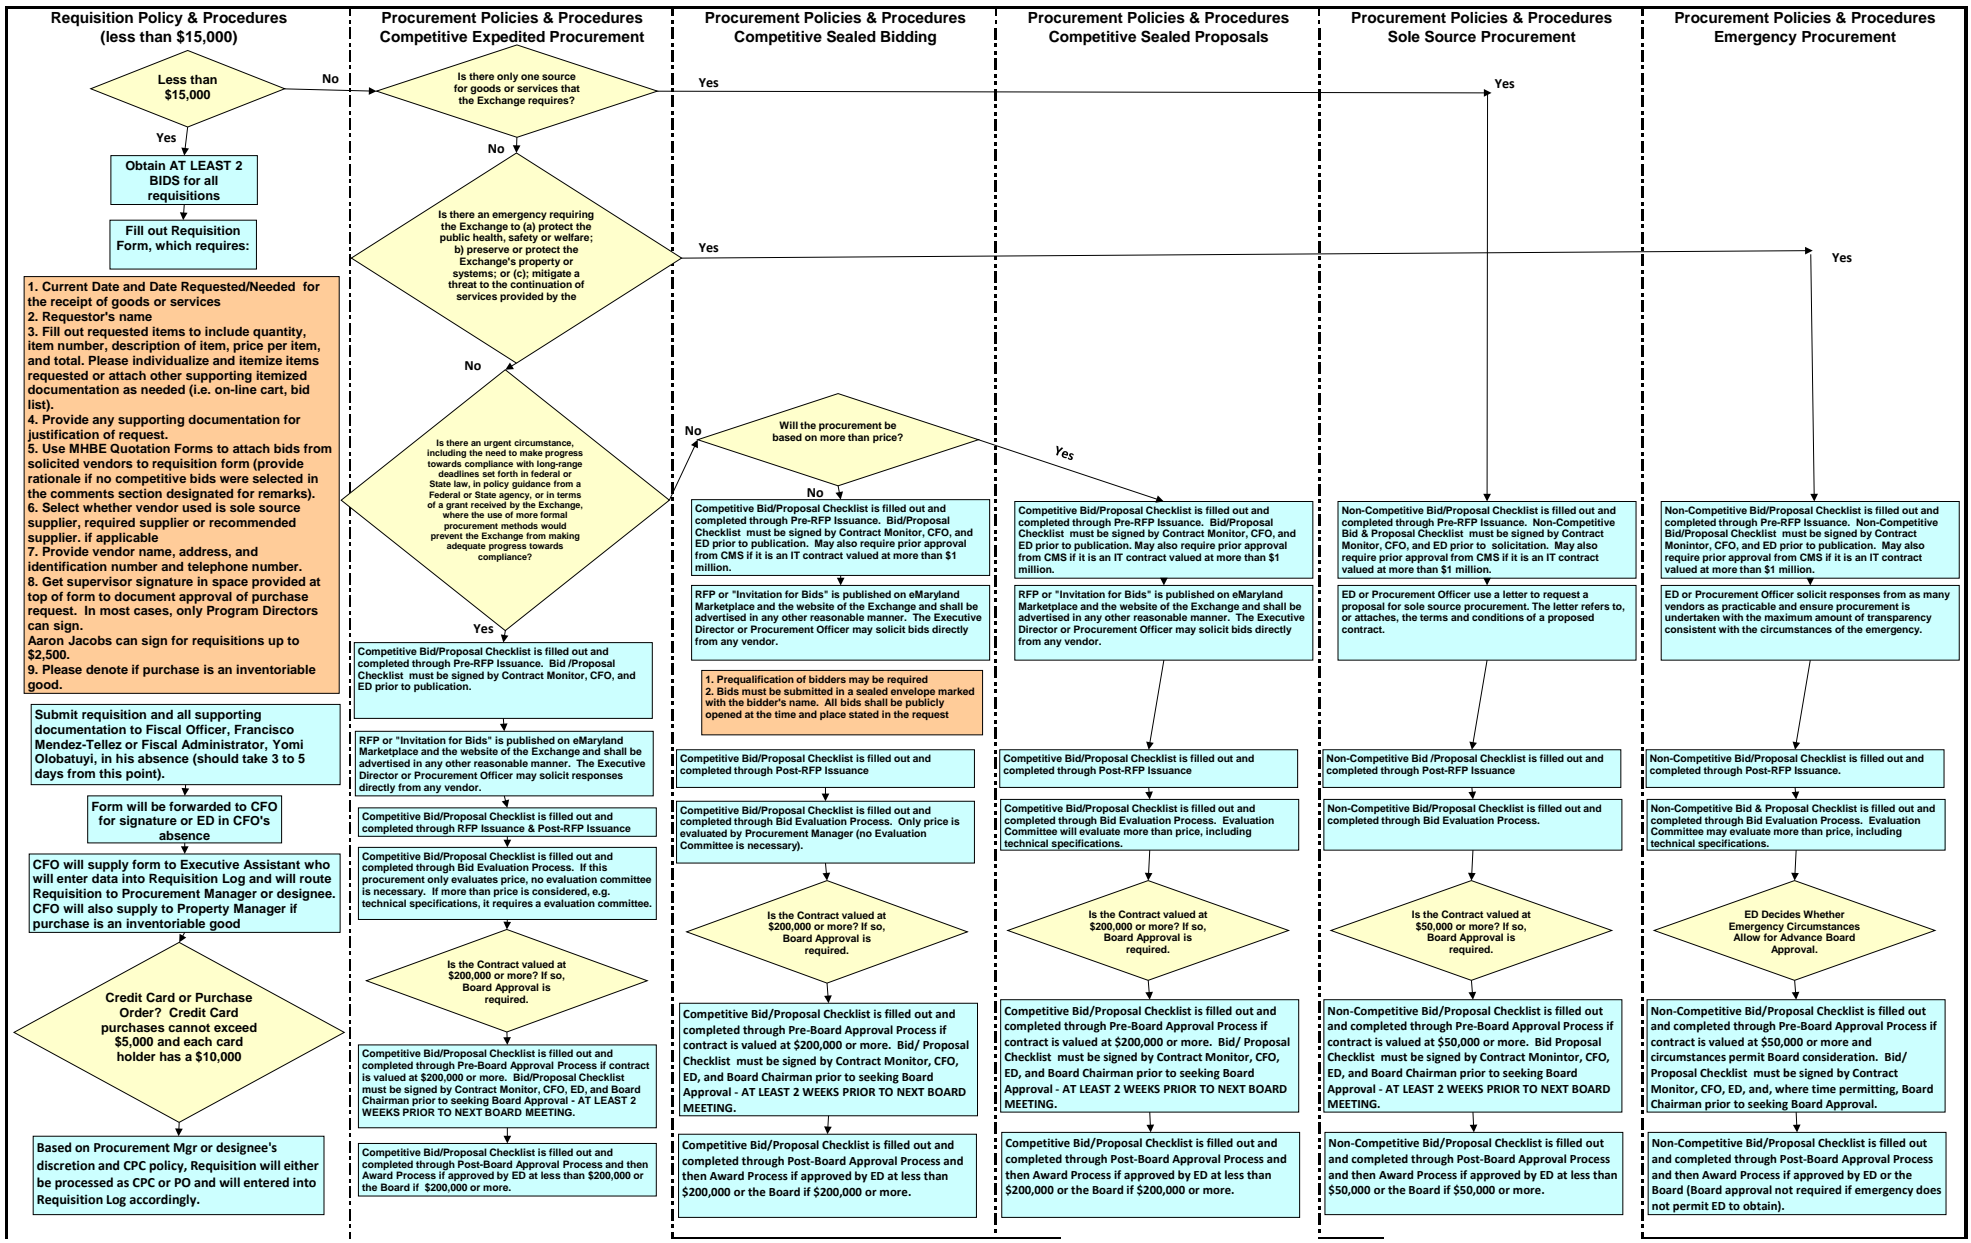 Requisition Policy & Procedures
(less than $15,000)
Less than
$15,000
No
Yes
Obtain AT LEAST 2
BIDS for all
requisitions
Fill out Requisition
Form, which requires:
1. Current Date and Date Requested/Needed  for
the receipt of goods or services
2. Requestor's name
3. Fill out requested items to include quantity,
item number, description of item, price per item,
and total. Please individualize and itemize items
requested or attach other supporting itemized
documentation as needed (i.e. on-line cart, bid
list).
4. Provide any supporting documentation for
justification of request.
5. Use MHBE Quotation Forms to attach bids from
solicited vendors to requisition form (provide
rationale if no competitive bids were selected in
the comments section designated for remarks).
6. Select whether vendor used is sole source
supplier, required supplier or recommended
supplier. if applicable
7. Provide vendor name, address, and
identification number and telephone number.
8. Get supervisor signature in space provided at
top of form to document approval of purchase
request.  In most cases, only Program Directors
can sign.
Aaron Jacobs can sign for requisitions up to
$2,500.
9. Please denote if purchase is an inventoriable
good.
Submit requisition and all supporting
documentation to Fiscal Officer, Francisco
Mendez-Tellez or Fiscal Administrator, Yomi
Olobatuyi, in his absence (should take 3 to 5
days from this point).
Form will be forwarded to CFO
for signature or ED in CFO's
absence
CFO will supply form to Executive Assistant who
will enter data into Requisition Log and will route
Requisition to Procurement Manager or designee.
CFO will also supply to Property Manager if
purchase is an inventoriable good
Credit Card or Purchase
Order?  Credit Card
purchases cannot exceed
$5,000 and each card
holder has a $10,000
Based on Procurement Mgr or designee's
discretion and CPC policy, Requisition will either
be processed as CPC or PO and will entered into
Requisition Log accordingly.
Procurement Policies & Procedures
Competitive Expedited Procurement
Is there only one source
for goods or services that
the Exchange requires?
Yes
No
Is there an emergency requiring
the Exchange to (a) protect the
public health, safety or welfare;
b) preserve or protect the
Exchange's property or
systems; or (c); mitigate a
threat to the continuation of
services provided by the
Yes
No
Is there an urgent circumstance,
including the need to make progress
towards compliance with long-range
deadlines set forth in federal or
State law, in policy guidance from a
Federal or State agency, or in terms
of a grant received by the Exchange,
where the use of more formal
procurement methods would
prevent the Exchange from making
adequate progress towards
compliance?
No
Yes
Competitive Bid/Proposal Checklist is filled out and
completed through Pre-RFP Issuance.  Bid /Proposal
Checklist  must be signed by Contract Monitor, CFO, and
ED prior to publication.
RFP or "Invitation for Bids" is published on eMaryland
Marketplace and the website of the Exchange and shall be
advertised in any other reasonable manner.  The Executive
Director or Procurement Officer may solicit responses
directly from any vendor.
Competitive Bid/Proposal Checklist is filled out and
completed through RFP Issuance & Post-RFP Issuance
Competitive Bid/Proposal Checklist is filled out and
completed through Bid Evaluation Process.  If this
procurement only evaluates price, no evaluation committee
is necessary.  If more than price is considered, e.g.
technical specifications, it requires a evaluation committee.
Is the Contract valued at
$200,000 or more? If so,
Board Approval is
required.
Competitive Bid/Proposal Checklist is filled out and
completed through Pre-Board Approval Process if contract
is valued at $200,000 or more.  Bid/Proposal Checklist
must be signed by Contract Monitor, CFO, ED, and Board
Chairman prior to seeking Board Approval - AT LEAST 2
WEEKS PRIOR TO NEXT BOARD MEETING.
Competitive Bid/Proposal Checklist is filled out and
completed through Post-Board Approval Process and then
Award Process if approved by ED at less than $200,000 or
the Board if  $200,000 or more.
Procurement Policies & Procedures
Competitive Sealed Bidding
Will the procurement be
based on more than price?
Yes
No
Competitive Bid/Proposal Checklist is filled out and
completed through Pre-RFP Issuance.  Bid/Proposal
Checklist  must be signed by Contract Monitor, CFO, and
ED prior to publication. May also require prior approval
from CMS if it is an IT contract valued at more than $1
million.
RFP or "Invitation for Bids" is published on eMaryland
Marketplace and the website of the Exchange and shall be
advertised in any other reasonable manner.  The Executive
Director or Procurement Officer may solicit bids directly
from any vendor.
1. Prequalification of bidders may be required
2. Bids must be submitted in a sealed envelope marked
with the bidder's name.  All bids shall be publicly
opened at the time and place stated in the request
Competitive Bid/Proposal Checklist is filled out and
completed through Post-RFP Issuance
Competitive Bid/Proposal Checklist is filled out and
completed through Bid Evaluation Process.  Only price is
evaluated by Procurement Manager (no Evaluation
Committee is necessary).
Is the Contract valued at
$200,000 or more? If so,
Board Approval is
required.
Competitive Bid/Proposal Checklist is filled out and
completed through Pre-Board Approval Process if
contract is valued at $200,000 or more.  Bid/ Proposal
Checklist  must be signed by Contract Monitor, CFO,
ED, and Board Chairman prior to seeking Board
Approval - AT LEAST 2 WEEKS PRIOR TO NEXT BOARD
MEETING.
Competitive Bid/Proposal Checklist is filled out and
completed through Post-Board Approval Process and
then Award Process if approved by ED at less than
$200,000 or the Board if $200,000 or more.
Procurement Policies & Procedures
Competitive Sealed Proposals
Competitive Bid/Proposal Checklist is filled out and
completed through Pre-RFP Issuance.  Bid/Proposal
Checklist  must be signed by Contract Monitor, CFO, and
ED prior to publication. May also require prior approval
from CMS if it is an IT contract valued at more than $1
million.
RFP or "Invitation for Bids" is published on eMaryland
Marketplace and the website of the Exchange and shall be
advertised in any other reasonable manner.  The Executive
Director or Procurement Officer may solicit bids directly
from any vendor.
Competitive Bid/Proposal Checklist is filled out and
completed through Post-RFP Issuance
Competitive Bid/Proposal Checklist is filled out and
completed through Bid Evaluation Process.  Evaluation
Committee will evaluate more than price, including
technical specifications.
Is the Contract valued at
$200,000 or more? If so,
Board Approval is
required.
Competitive Bid/Proposal Checklist is filled out and
completed through Pre-Board Approval Process if
contract is valued at $200,000 or more.  Bid/ Proposal
Checklist  must be signed by Contract Monitor, CFO,
ED, and Board Chairman prior to seeking Board
Approval - AT LEAST 2 WEEKS PRIOR TO NEXT BOARD
MEETING.
Competitive Bid/Proposal Checklist is filled out and
completed through Post-Board Approval Process and
then Award Process if approved by ED at less than
$200,000 or the Board if $200,000 or more.
Procurement Policies & Procedures
Sole Source Procurement
Yes
Non-Competitive Bid/Proposal Checklist is filled out and
completed through Pre-RFP Issuance.  Non-Competitive
Bid & Proposal Checklist  must be signed by Contract
Monitor, CFO, and ED prior to  solicitation.  May also
require prior approval from CMS if it is an IT contract
valued at more than $1 million.
ED or Procurement Officer use a letter to request a
proposal for sole source procurement. The letter refers to,
or attaches, the terms and conditions of a proposed
contract.
Non-Competitive Bid /Proposal Checklist is filled out and
completed through Post-RFP Issuance
Non-Competitive Bid/Proposal Checklist is filled out and
completed through Bid Evaluation Process.
Is the Contract valued at
$50,000 or more? If so,
Board Approval is
required.
Non-Competitive Bid/Proposal Checklist is filled out
and completed through Pre-Board Approval Process if
contract is valued at $50,000 or more.  Bid Proposal
Checklist  must be signed by Contract Monintor, CFO,
ED, and Board Chairman prior to seeking Board
Approval - AT LEAST 2 WEEKS PRIOR TO NEXT BOARD
MEETING.
Non-Competitive Bid/Proposal Checklist is filled out
and completed through Post-Board Approval Process
and then Award Process if approved by ED at less than
$50,000 or the Board if $50,000 or more.
Procurement Policies & Procedures
Emergency Procurement
Yes
Non-Competitive Bid/Proposal Checklist is filled out and
completed through Pre-RFP Issuance.  Non-Competitive
Bid/Proposal Checklist  must be signed by Contract
Monintor, CFO, and ED prior to publication.  May also
require prior approval from CMS if it is an IT contract
valued at more than $1 million.
ED or Procurement Officer solicit responses from as many
vendors as practicable and ensure procurement is
undertaken with the maximum amount of transparency
consistent with the circumstances of the emergency.
Non-Competitive Bid/Proposal Checklist is filled out and
completed through Post-RFP Issuance.
Non-Competitive Bid & Proposal Checklist is filled out and
completed through Bid Evaluation Process.  Evaluation
Committee may evaluate more than price, including
technical specifications.
ED Decides Whether
Emergency Circumstances
Allow for Advance Board
Approval.
Non-Competitive Bid/Proposal Checklist is filled out
and completed through Pre-Board Approval Process if
contract is valued at $50,000 or more and
circumstances permit Board consideration.  Bid/
Proposal Checklist  must be signed by Contract
Monitor, CFO, ED, and, where time permitting, Board
Chairman prior to seeking Board Approval.
Non-Competitive Bid/Proposal Checklist is filled out
and completed through Post-Board Approval Process
and then Award Process if approved by ED or the
Board (Board approval not required if emergency does
not permit ED to obtain).